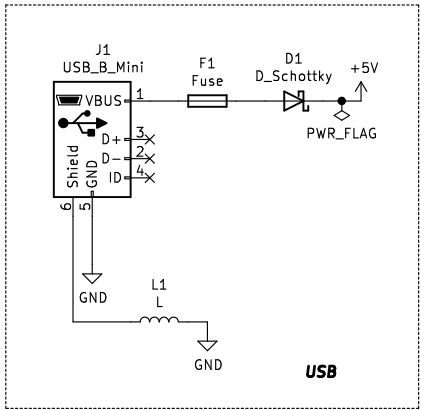 J1
USB_B_Mini
F1
Fuse
D1
D_Schottky
+5V
VBUS 1
PWR_FLAG
D+ 3
D- 2
ID 4
Shield
GND
6
5
GND
L1
L
GND
USB